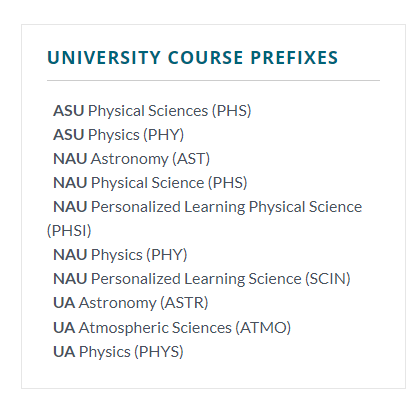 UNIVERSITY COURSE PREFIXES
ASU Physical Sciences (PHS)
ASU Physics (PHY)
NAU Astronomy (AST)
NAU Physical Science (PHS)
NAU Personalized Learning Physical Science
(PHSI)
NAU Physics (PHY)
NAU Personalized Learning Science (SCIN)
UA Astronomy (ASTR)
UA Atmospheric Sciences (ATMO)
UA Physics (PHYS)